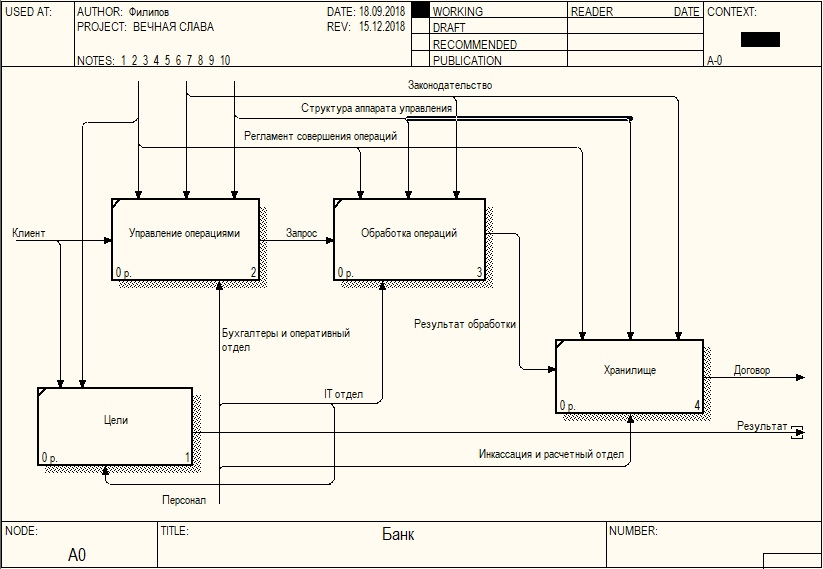 USED AT:
AUTHOR: Филипов
DATE: 18.09.2018
WORKING
READER
DATE
CONTEXT:
PROJECT: ВЕЧНАЯ СЛАВА
REV: 15.12.2018
DRAFT
RECOMMENDED
NOTES: 1 2 3 4 5 6 7 8 9 10
PUBLICATION
A-0
Законодательство
Структура аппарата управления
Регламент совершения операций
Клиент
Управление операциями
0 р.
2
Запрос
Обработка операций
0 р.
3
Бухгалтеры и оперативный
отдел
Результат обработки
Хранилище
0 р.
4
Договор
IT отдел
Цели
0 р.
1
Результат
Инкассация и расчетный отдел
Персонал
NODE:
A0
TITLE:
Банк
NUMBER: